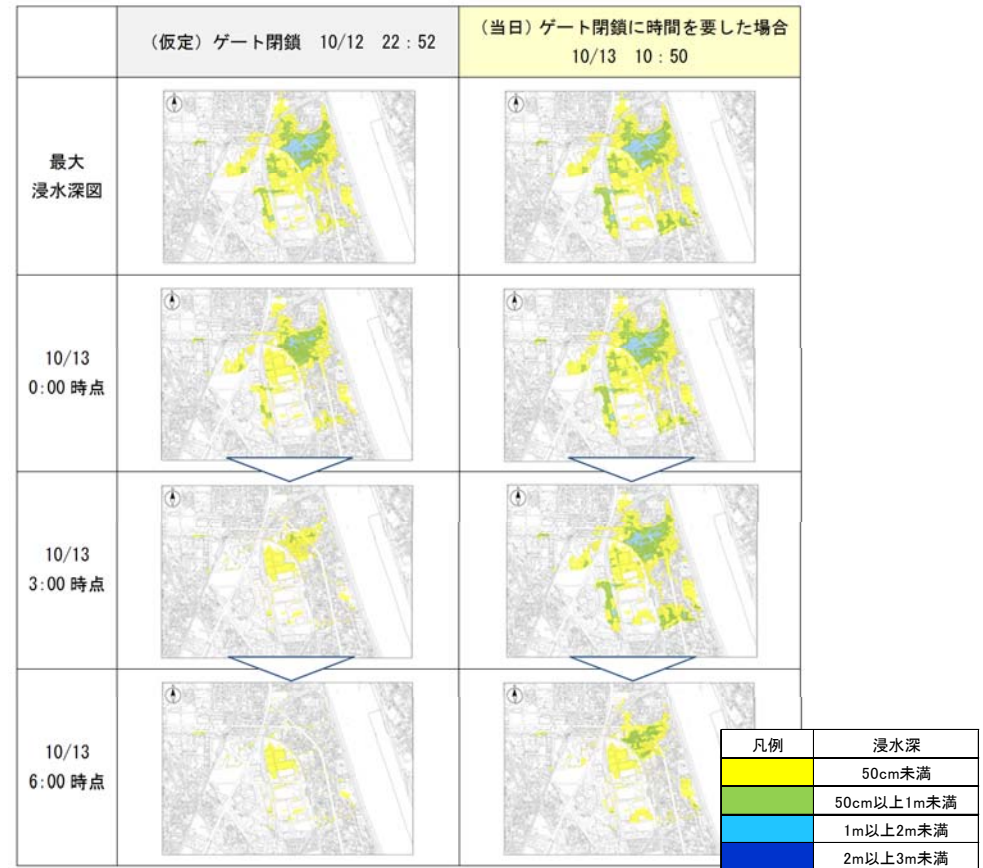 (仮定)ゲート閉鎖 10/12 22:52
(当日)ゲート閉鎖に時間を要した場合
10/13 10:50
最大
浸水深図
10/13
0:00 時点
10/13
3:00 時点
10/13
6:00 時点
凡例 浸水深
50cm未満
50cm以上1m未満
1m以上2m未満
2m以上3m未満